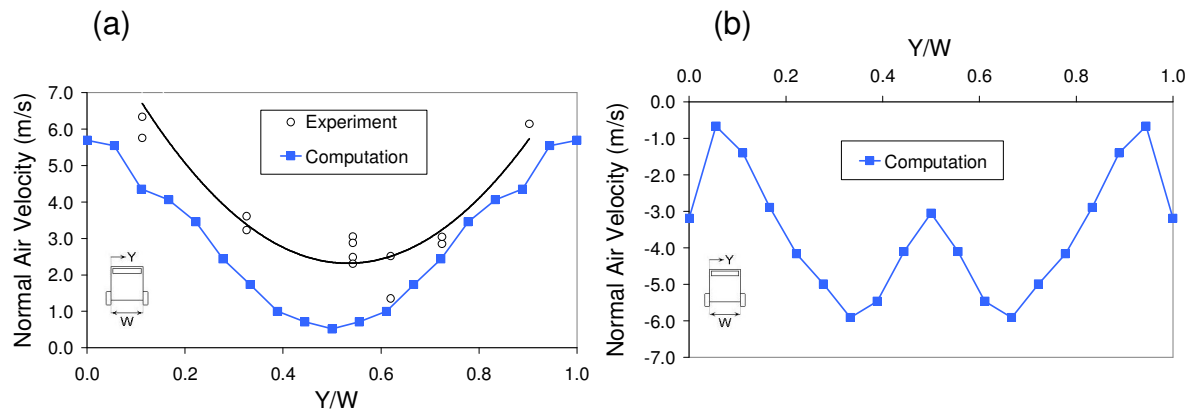 (a)
Normal Air Velocity (m/s)
7.0
6.0
5.0
4.0
3.0
2.0
1.0
0.0
Experiment
Computation
Y
W
0.0 0.2 0.4 0.6 0.8 1.0
Y/W
(b)
Y/W
0.0 0.2 0.4 0.6 0.8 1.0
Normal Air Velocity (m/s)
0.0
-1.0
-2.0
-3.0
-4.0
-5.0
-6.0
-7.0
Computation
Y
W